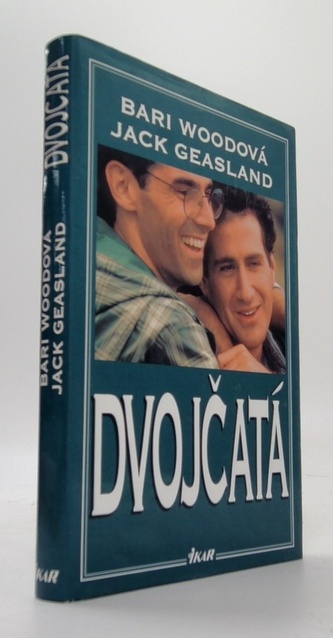 BARI WOODOVÁ
JACK GEASLAND
DVOJČATÁ
IKAR
DVOJČATÁ
BARI WOODOVÁ
JACK GEASLAND
IKAR